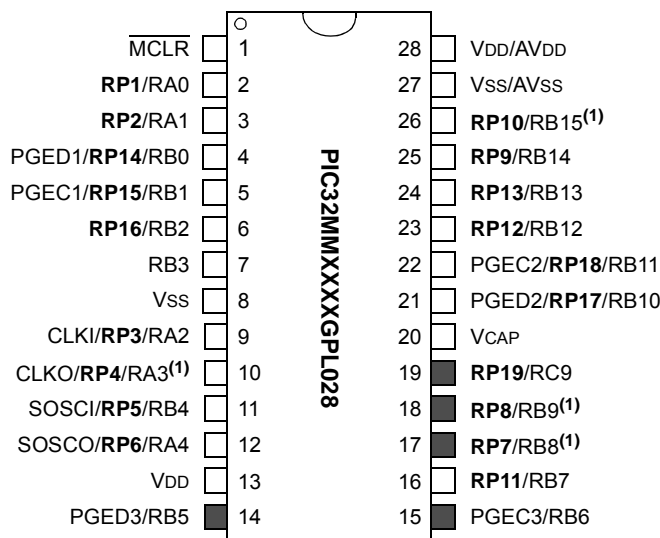 MCLR 1
RP1/RA0 2
RP2/RA1 3
PGED1/RP14/RB0 4
PGEC1/RP15/RB1 5
RP16/RB2 6
RB3 7
VSS 8
CLKI/RP3/RA2 9
CLKO/RP4/RA3(1) 10
SOSCI/RP5/RB4 11
SOSCO/RP6/RA4 12
VDD 13
PGED3/RB5 14
PIC32MMXXXXGPL028
28 VDD/AVDD
27 VSS/AVSS
26 RP10/RB15(1)
25 RP9/RB14
24 RP13/RB13
23 RP12/RB12
22 PGEC2/RP18/RB11
21 PGED2/RP17/RB10
20 VCAP
19 RP19/RC9
18 RP8/RB9(1)
17 RP7/RB8(1)
16 RP11/RB7
15 PGEC3/RB6